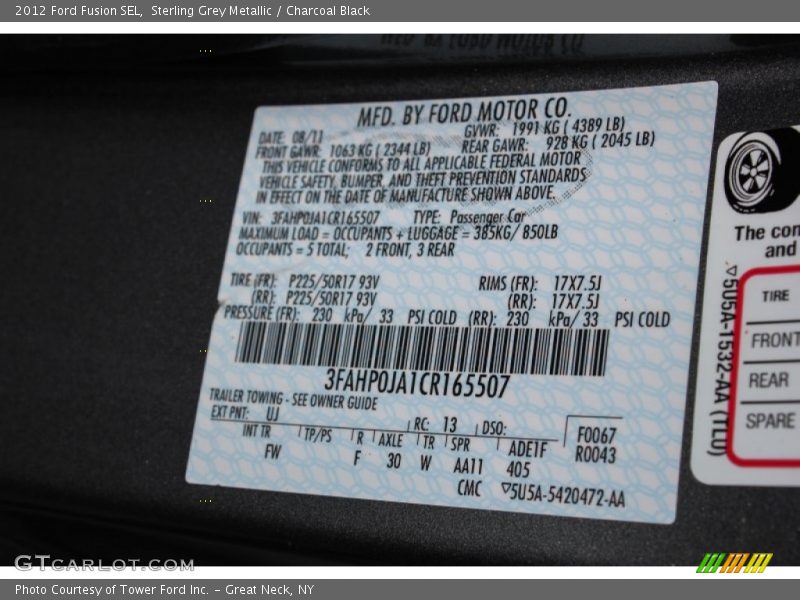 2012 Ford Fusion SEL,  Sterling Grey Metallic / Charcoal Black
MFD. BY FORD MOTOR CO.
DATE: 08/11 GVWR: 1991 KG ( 4389 LB)
FRONT GAWR: 1063 KG ( 2344 LB) REAR GAWR: 928 KG ( 2045 LB)
THIS VEHICLE CONFORMS TO ALL APPLICABLE FEDERAL MOTOR
VEHICLE SAFETY, BUMPER, AND THEFT PREVENTION STANDARDS
IN EFFECT ON THE DATE OF MANUFACTURE SHOWN ABOVE.
VIN: 3FAHP0JA1CR165507 TYPE: Passenger Car
MAXIMUM LOAD = OCCUPANTS + LUGGAGE = 385KG/ 850LB
OCCUPANTS = 5 TOTAL; 2 FRONT, 3 REAR
TIRE (FR): P225/50R17 93V RIMS (FR): 17X7.5J
(RR): P225/50R17 93V (RR): 17X7.5J
PRESSURE (FR): 230 kPa/ 33 PSI COLD (RR): 230 kPa/ 33 PSI COLD
3FAHP0JA1CR165507
TRAILER TOWING - SEE OWNER GUIDE
EXT PNT: UJ RC: 13 DSO:
INT TR TP/PS R AXLE TR SPR ADE1F F0067
FW F 30 W AA11 405 R0043
CMC ▽5U5A-5420472-AA
The con
and
TIRE
FRONT
REAR
SPARE
▽5U5A-1532-AA (TLU)
GTCARLOT.COM
Photo Courtesy of Tower Ford Inc. – Great Neck, NY